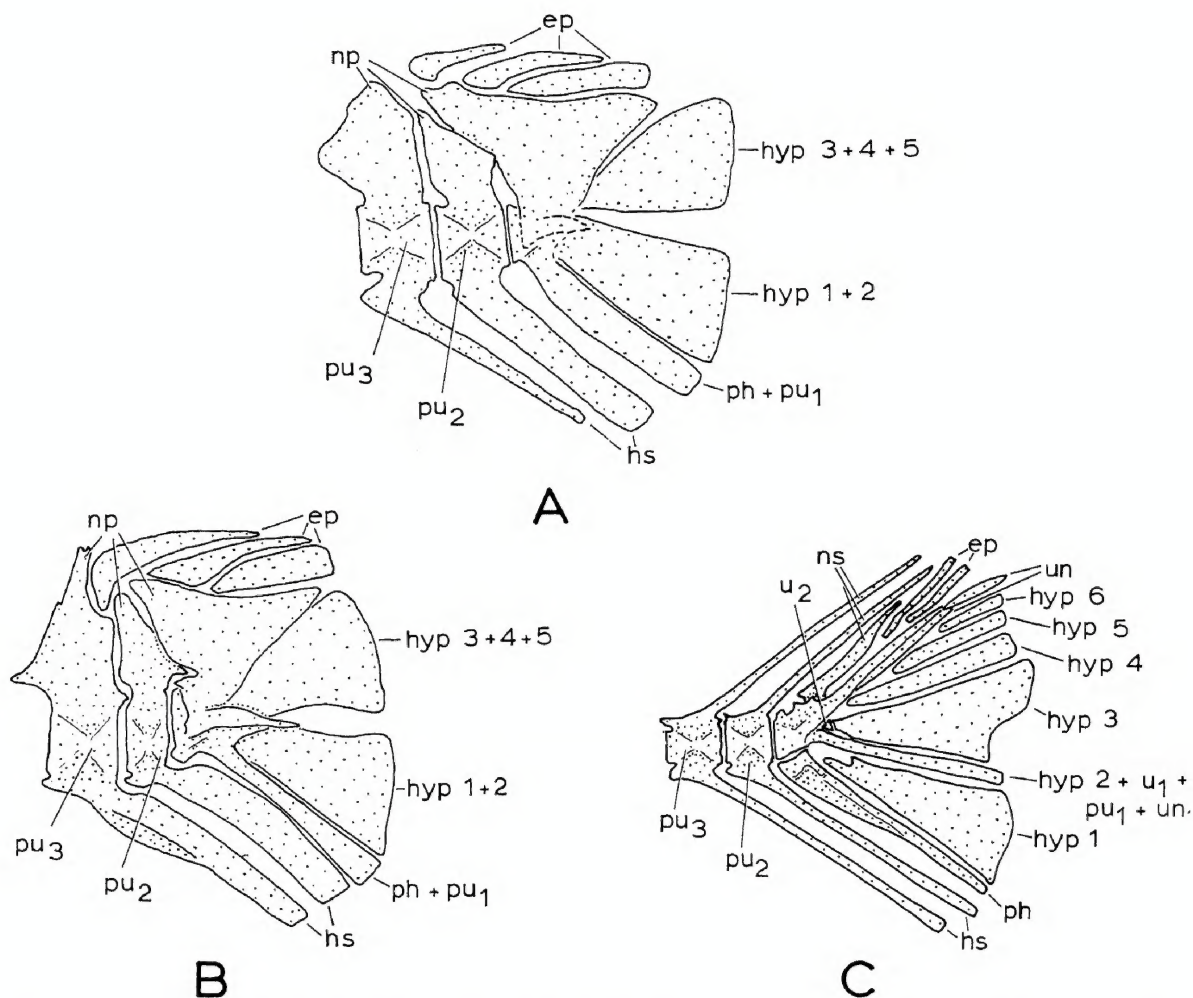 ep
np
hyp 3+4+5
hyp 1+2
pu3
pu2
ph + pu1
hs
A
np
ep
hyp 3+4+5
hyp 1+2
pu3
pu2
ph + pu1
hs
B
ep
ns
un
u2
hyp 6
hyp 5
hyp 4
hyp 3
hyp 2 + u1 +
pu1 + un
hyp 1
pu3
pu2
ph
hs
C